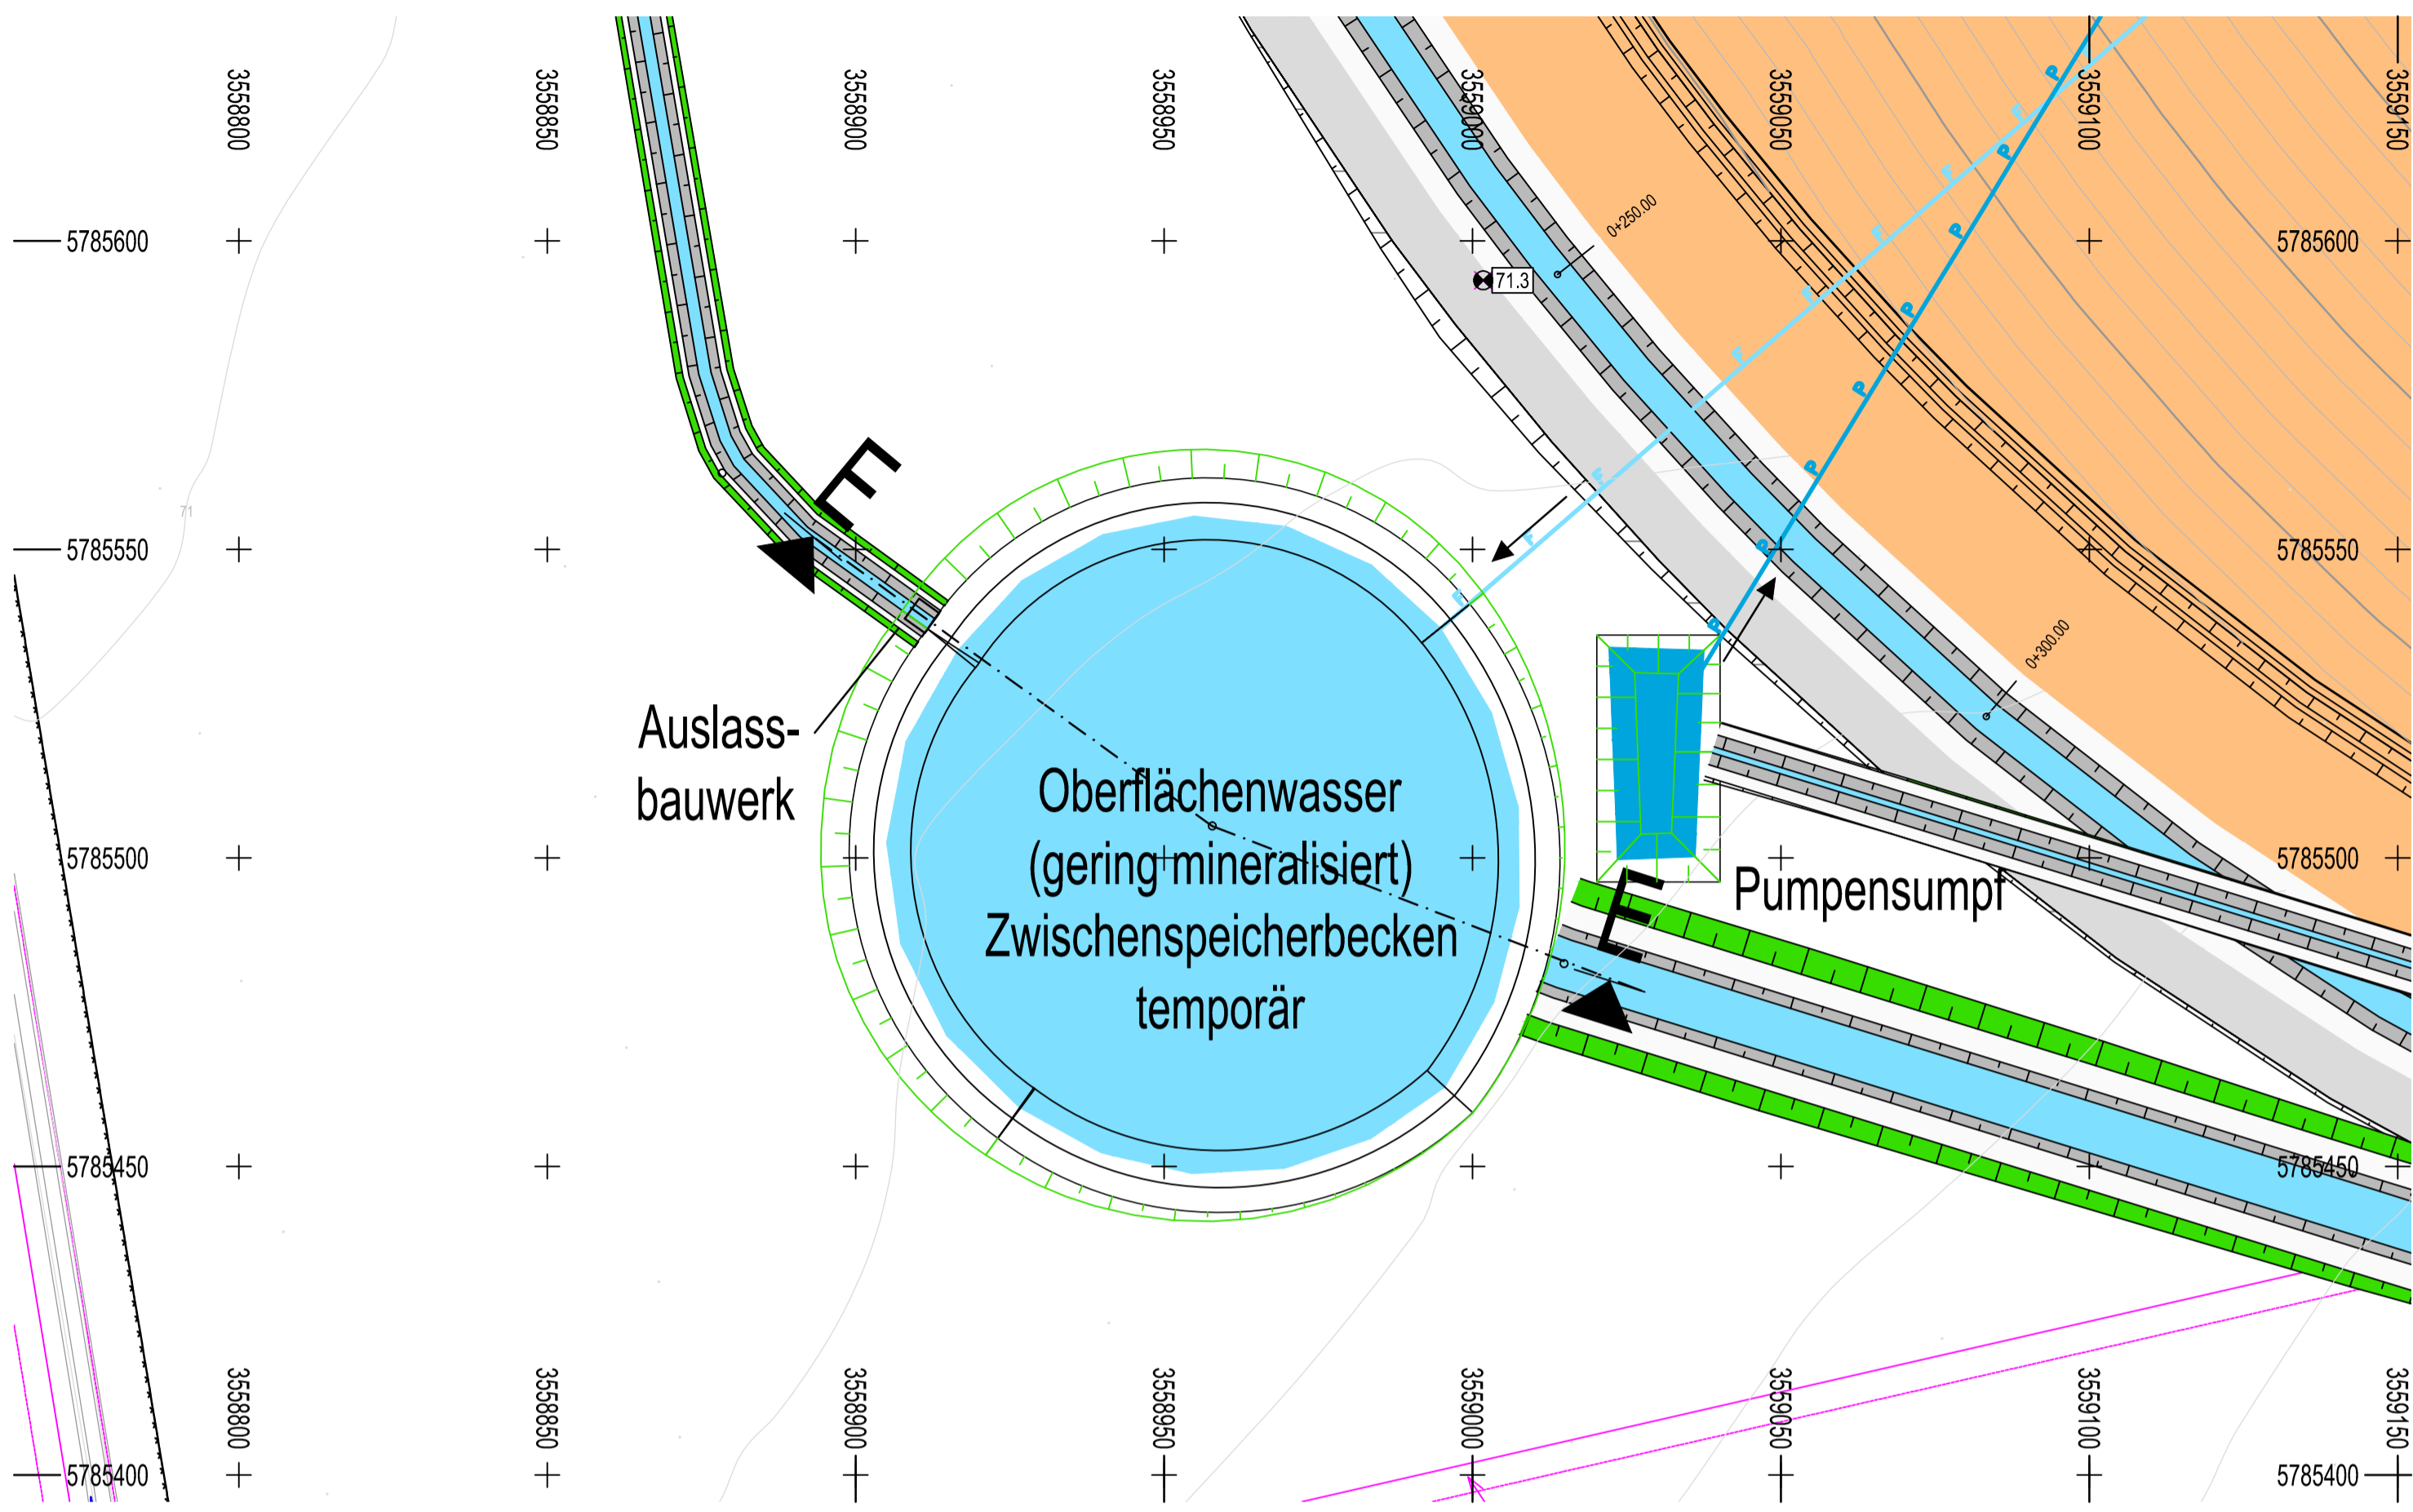 3558800
3558850
3558900
3558950
3559000
3559050
3559100
3559150
P
F
F
P
0+250.00
F
5785600
F
P
5785600
71.3
F
P
F
P
E
P
F
71
5785550
F
P
5785550
F
P
0+300.00
Auslass-
bauwerk
Oberflächenwasser
(gering mineralisiert)
Zwischenspeicherbecken
temporär
5785500
5785500
E
Pumpensumpf
5785450
5785450
3558800
3558850
3558900
3558950
3559000
3559050
3559100
3559150
5785400
5785400